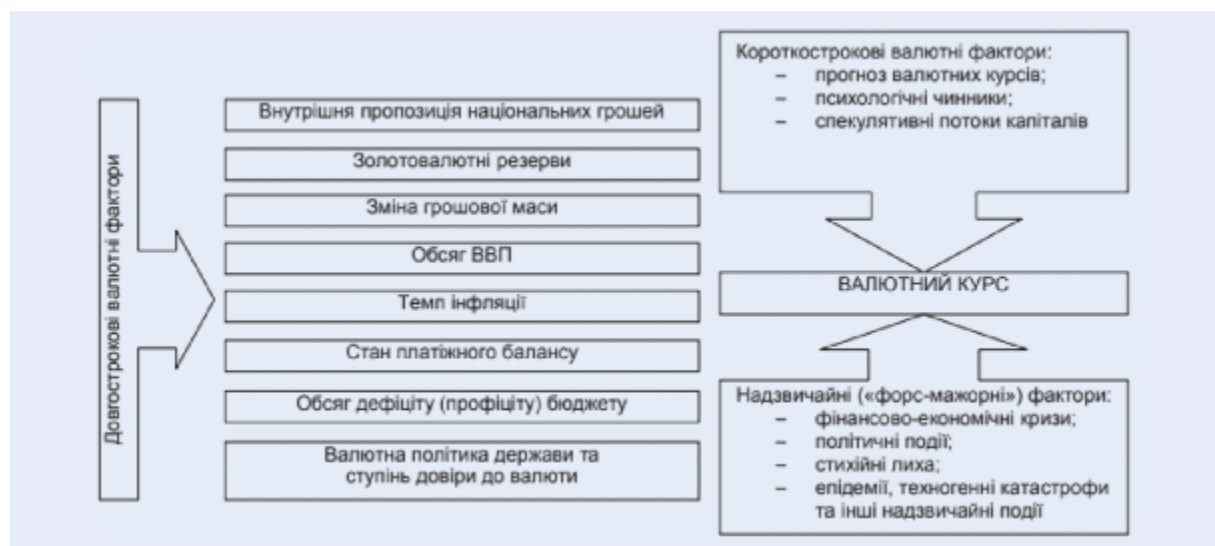 Довгострокові валютні фактори
Внутрішня пропозиція національних грошей
Золотовалютні резерви
Зміна грошової маси
Обсяг ВВП
Темп інфляції
Стан платіжного балансу
Обсяг дефіциту (профіциту) бюджету
Валютна політика держави та
ступінь довіри до валюти
Короткострокові валютні фактори:
– прогноз валютних курсів;
– психологічні чинники;
– спекулятивні потоки капіталів
ВАЛЮТНИЙ КУРС
Надзвичайні («форс-мажорні») фактори:
– фінансово-економічні кризи;
– політичні події;
– стихійні лиха;
– епідемії, техногенні катастрофи
та інші надзвичайні події